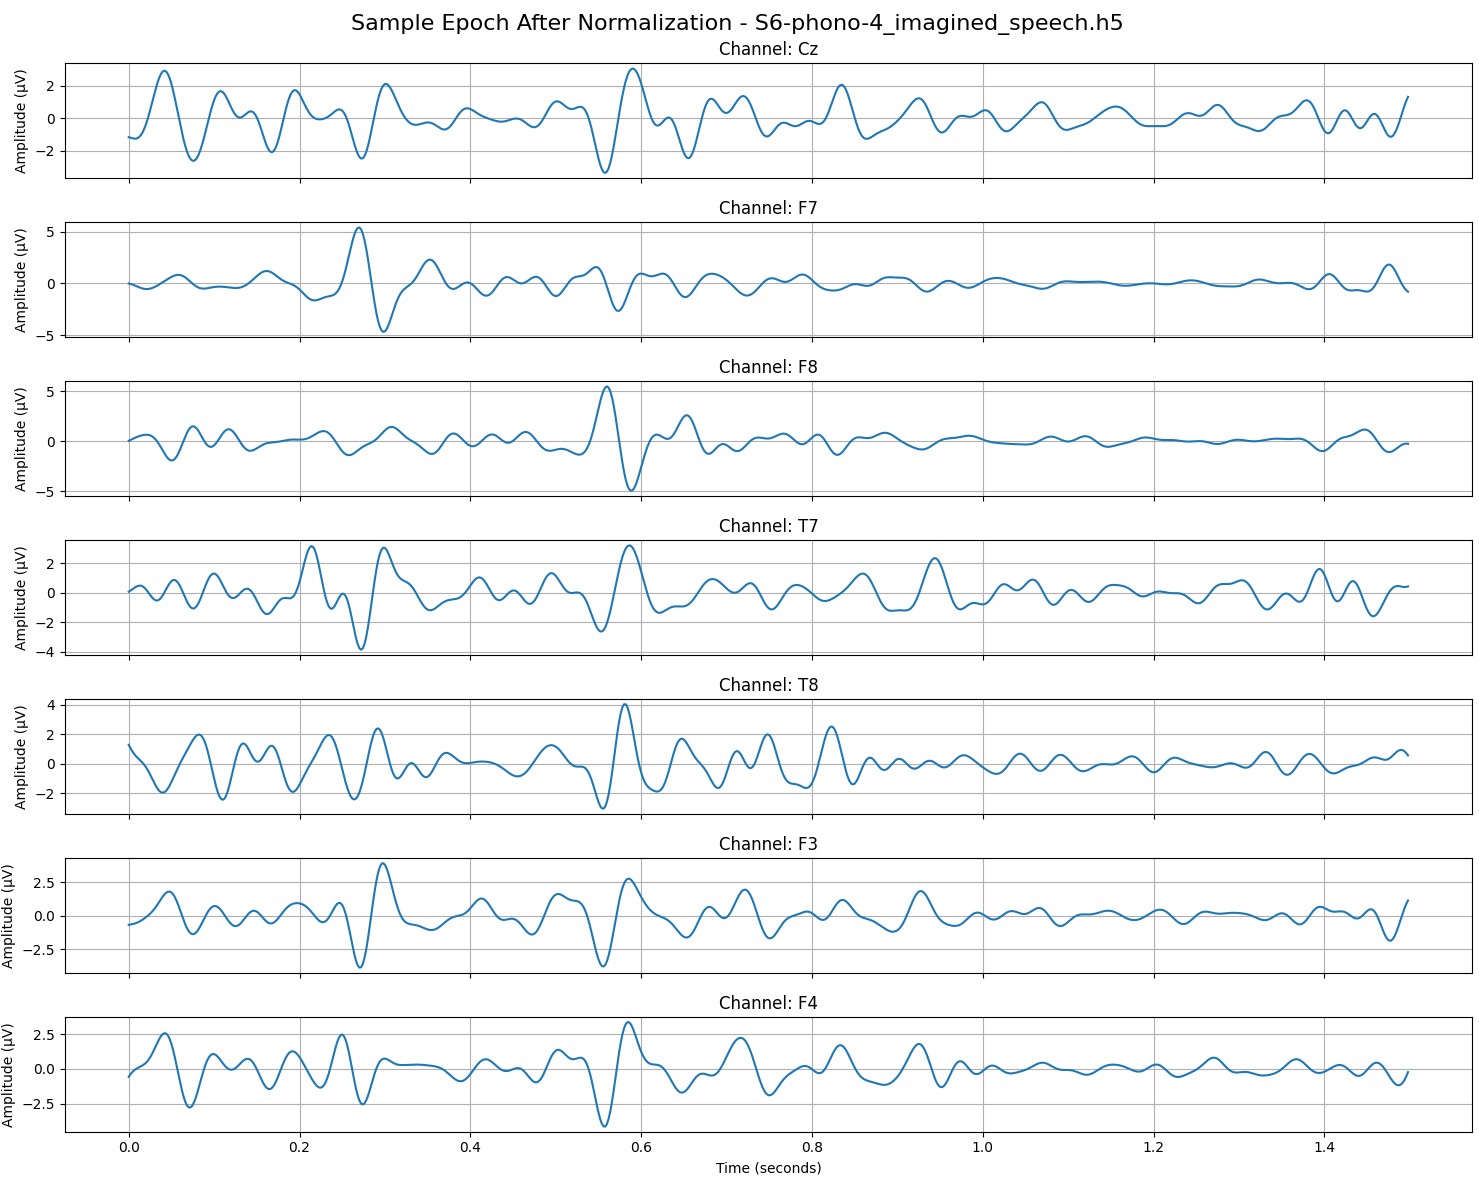 Sample Epoch After Normalization - S6-phono-4_imagined_speech.h5
Channel: Cz
Amplitude (µV)
2
0
−2
Channel: F7
Amplitude (µV)
5
0
−5
Channel: F8
Amplitude (µV)
5
0
−5
Channel: T7
Amplitude (µV)
2
0
−2
−4
Channel: T8
Amplitude (µV)
4
2
0
−2
Channel: F3
Amplitude (µV)
2.5
0.0
−2.5
Channel: F4
Amplitude (µV)
2.5
0.0
−2.5
0.0 0.2 0.4 0.6 0.8 1.0 1.2 1.4
Time (seconds)